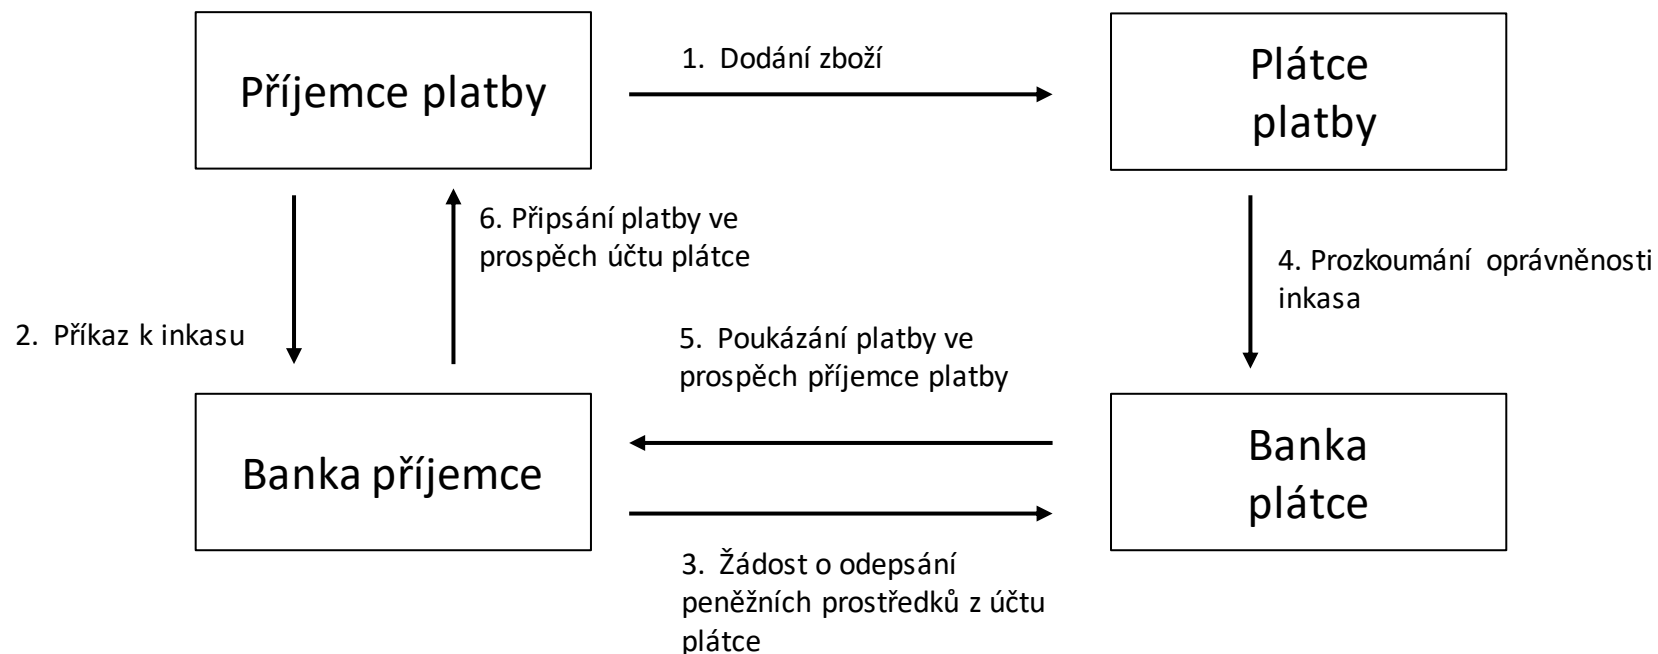 Příjemce platby
1. Dodání zboží
Plátce
platby
2. Příkaz k inkasu
6. Připsání platby ve
prospěch účtu plátce
4. Prozkoumání oprávněnosti
inkasa
5. Poukázání platby ve
prospěch příjemce platby
Banka příjemce
Banka
plátce
3. Žádost o odepsání
peněžních prostředků z účtu
plátce